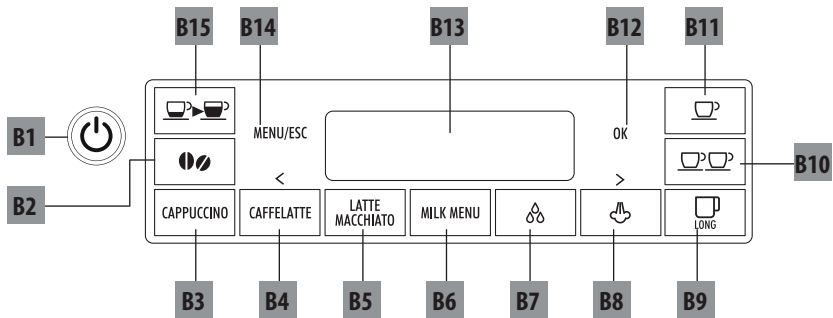 B15 B14 B13 B12 B11
B1
MENU/ESC OK
B10
< >
B2
CAPPUCCINO CAFFELATTE LATTE MACCHIATO MILK MENU LONG
B3 B4 B5 B6 B7 B8 B9